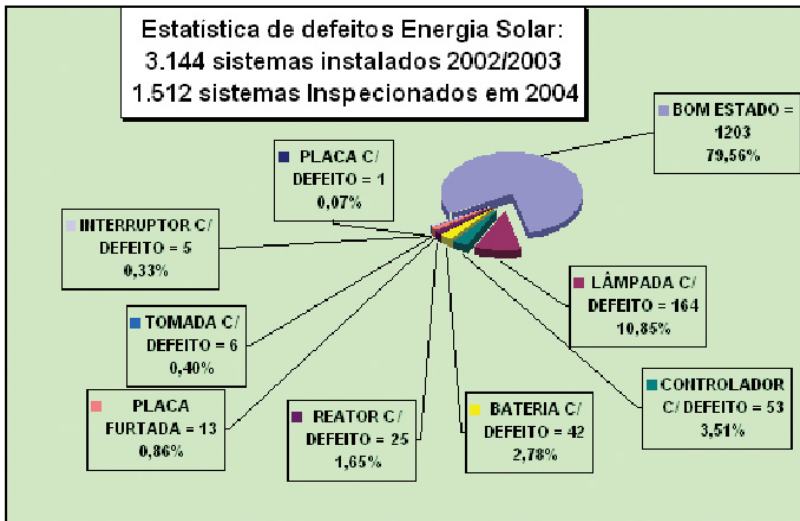 Estatística de defeitos Energia Solar:
3.144 sistemas instalados 2002/2003
1.512 sistemas Inspecionados em 2004
BOM ESTADO =
1203
79,56%
PLACA C/
DEFEITO = 1
0,07%
INTERRUPTOR C/
DEFEITO = 5
0,33%
LÂMPADA C/
DEFEITO = 164
10,85%
TOMADA C/
DEFEITO = 6
0,40%
CONTROLADOR
C/ DEFEITO = 53
3,51%
PLACA
FURTADA = 13
0,86%
REATOR C/
DEFEITO = 25
1,65%
BATERIA C/
DEFEITO = 42
2,78%